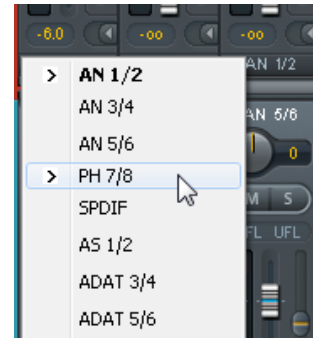 -6.0 -oo -oo
AN 1/2
> AN 1/2
AN 3/4
AN 5/6
AN 5/6
0
> PH 7/8
M S
SPDIF
FL UFL
AS 1/2
ADAT 3/4
ADAT 5/6